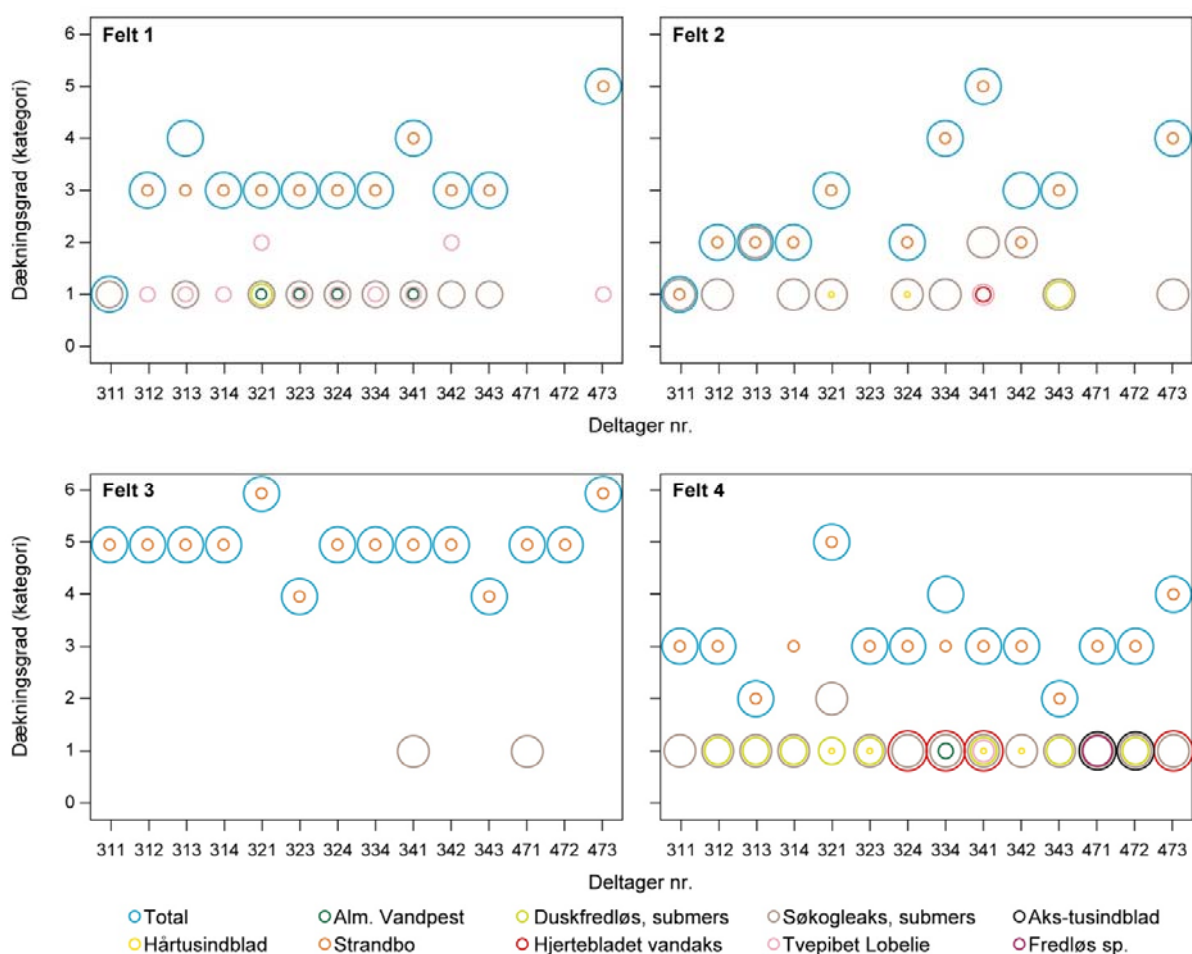 Felt 1
Felt 2
Dækningsgrad (kategori)
6
5
4
3
2
1
0
311 312 313 314 321 323 324 334 341 342 343 471 472 473
311 312 313 314 321 323 324 334 341 342 343 471 472 473
Deltager nr.
Deltager nr.
Felt 3
Felt 4
Dækningsgrad (kategori)
6
5
4
3
2
1
0
311 312 313 314 321 323 324 334 341 342 343 471 472 473
311 312 313 314 321 323 324 334 341 342 343 471 472 473
Deltager nr.
Deltager nr.
Total Alm. Vandpest Duskfredløs, submers Søkogleaks, submers Aks-tusindblad
Hårtusindblad Strandbo Hjertebladet vandaks Tvepibet Lobelie Fredløs sp.